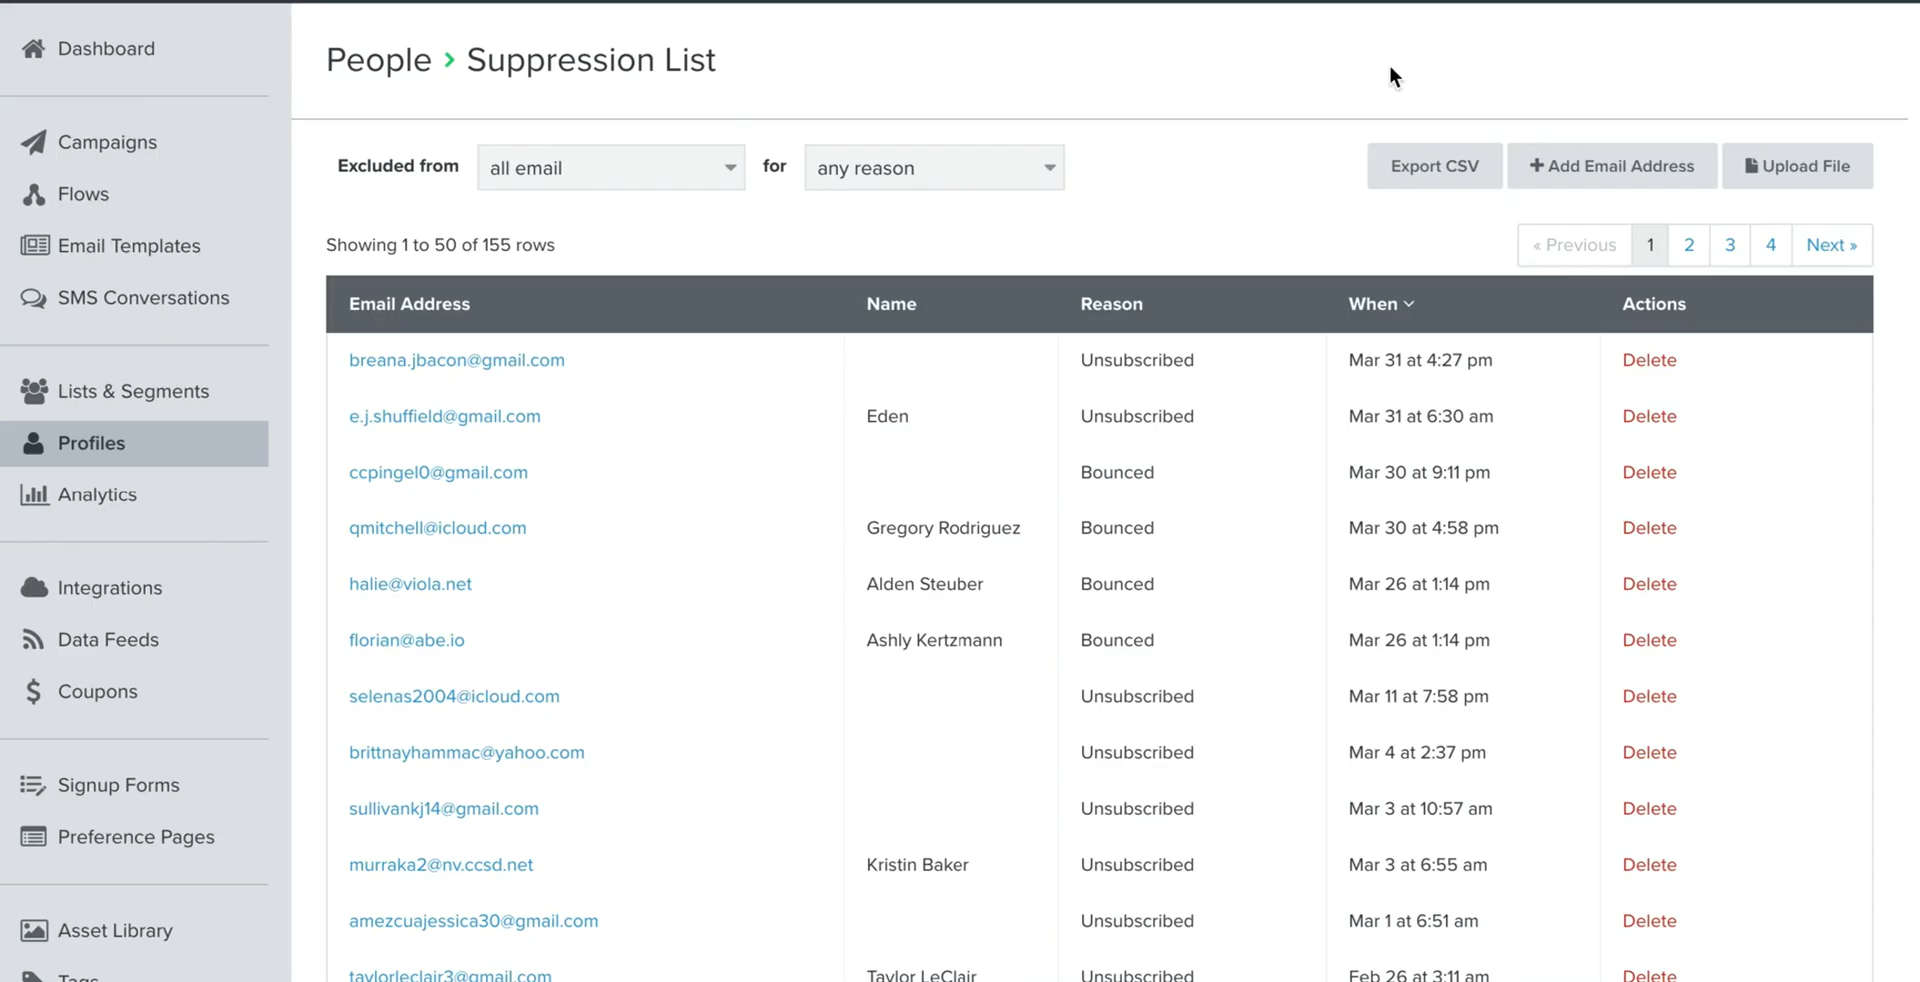 Dashboard
Campaigns
Flows
Email Templates
SMS Conversations
Lists & Segments
Profiles
Analytics
Integrations
Data Feeds
Coupons
Signup Forms
Preference Pages
Asset Library
Tags
People > Suppression List
Excluded from all email for any reason
Export CSV + Add Email Address Upload File
Showing 1 to 50 of 155 rows
« Previous 1 2 3 4 Next »
Email Address Name Reason When Actions
breana.jbacon@gmail.com Unsubscribed Mar 31 at 4:27 pm Delete
e.j.shuffield@gmail.com Eden Unsubscribed Mar 31 at 6:30 am Delete
ccpingel0@gmail.com Bounced Mar 30 at 9:11 pm Delete
qmitchell@icloud.com Gregory Rodriguez Bounced Mar 30 at 4:58 pm Delete
halie@viola.net Alden Steuber Bounced Mar 26 at 1:14 pm Delete
florian@abe.io Ashly Kertzmann Bounced Mar 26 at 1:14 pm Delete
selenas2004@icloud.com Unsubscribed Mar 11 at 7:58 pm Delete
brittnayhammac@yahoo.com Unsubscribed Mar 4 at 2:37 pm Delete
sullivankj14@gmail.com Unsubscribed Mar 3 at 10:57 am Delete
murraka2@nv.ccsd.net Kristin Baker Unsubscribed Mar 3 at 6:55 am Delete
amezcuajessica30@gmail.com Unsubscribed Mar 1 at 6:51 am Delete
taylorleclair3@gmail.com Taylor LeClair Unsubscribed Feb 26 at 3:11 am Delete